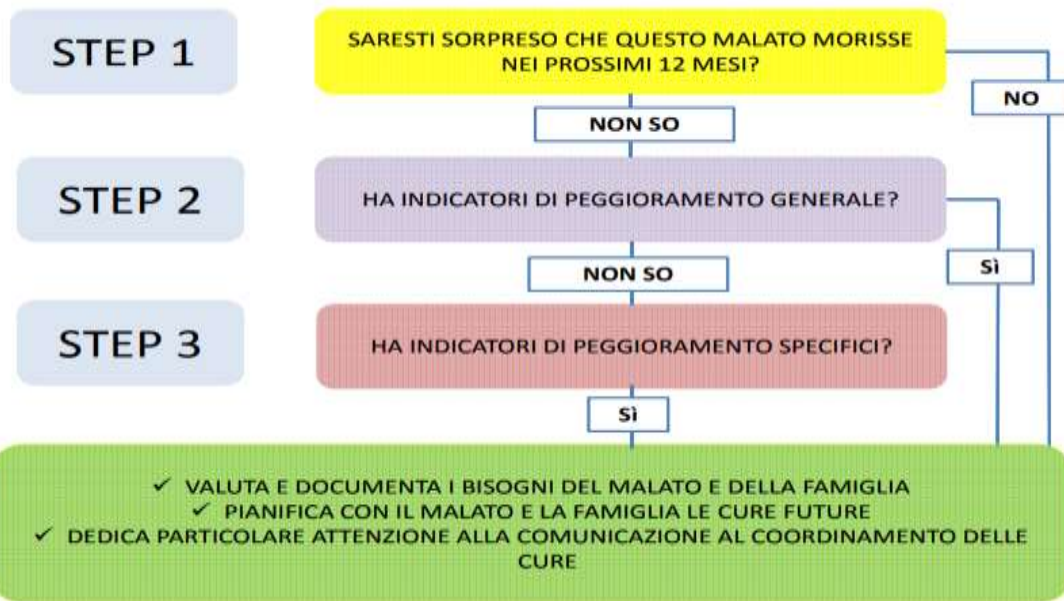 STEP 1
SARESTI SORPRESO CHE QUESTO MALATO MORISSE
NEI PROSSIMI 12 MESI?
NO
NON SO
STEP 2
HA INDICATORI DI PEGGIORAMENTO GENERALE?
Sì
NON SO
STEP 3
HA INDICATORI DI PEGGIORAMENTO SPECIFICI?
Sì
✓ VALUTA E DOCUMENTA I BISOGNI DEL MALATO E DELLA FAMIGLIA
✓ PIANIFICA CON IL MALATO E LA FAMIGLIA LE CURE FUTURE
✓ DEDICA PARTICOLARE ATTENZIONE ALLA COMUNICAZIONE AL COORDINAMENTO DELLE
CURE